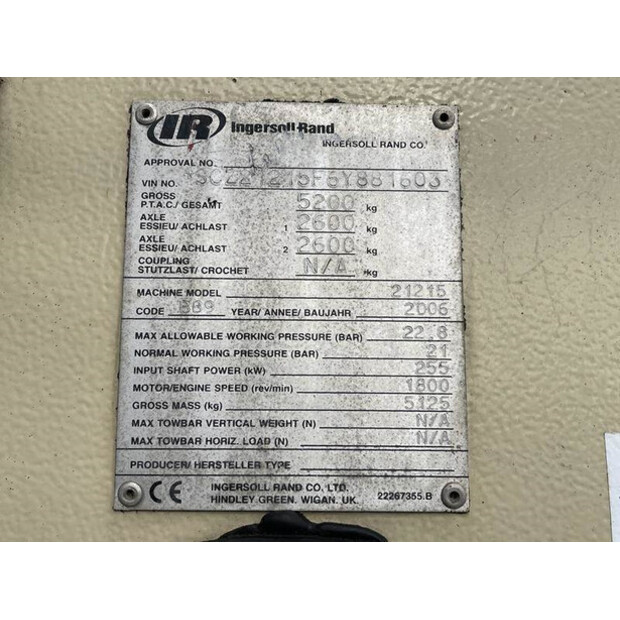 IR Ingersoll-Rand
INGERSOLL RAND CO.
APPROVAL NO.
VIN NO.
GROSS
P.T.A.C./ GESAMT 5200 kg
AXLE
ESSIEU/ ACHLAST 1 2600 kg
AXLE
ESSIEU/ ACHLAST 2 2600 kg
COUPLING
STUTZLAST/ CROCHET N/A kg
MACHINE MODEL 21215
CODE BB9 YEAR/ ANNEE/ BAUJAHR 2006
MAX ALLOWABLE WORKING PRESSURE (BAR) 22.8
NORMAL WORKING PRESSURE (BAR) 21
INPUT SHAFT POWER (kW) 255
MOTOR/ENGINE SPEED (rev/min) 1800
GROSS MASS (kg) 5125
MAX TOWBAR VERTICAL WEIGHT (N) N/A
MAX TOWBAR HORIZ. LOAD (N) N/A
PRODUCER/ HERSTELLER TYPE
CE INGERSOLL RAND CO. LTD.
HINDLEY GREEN. WIGAN. UK. 22267355.B